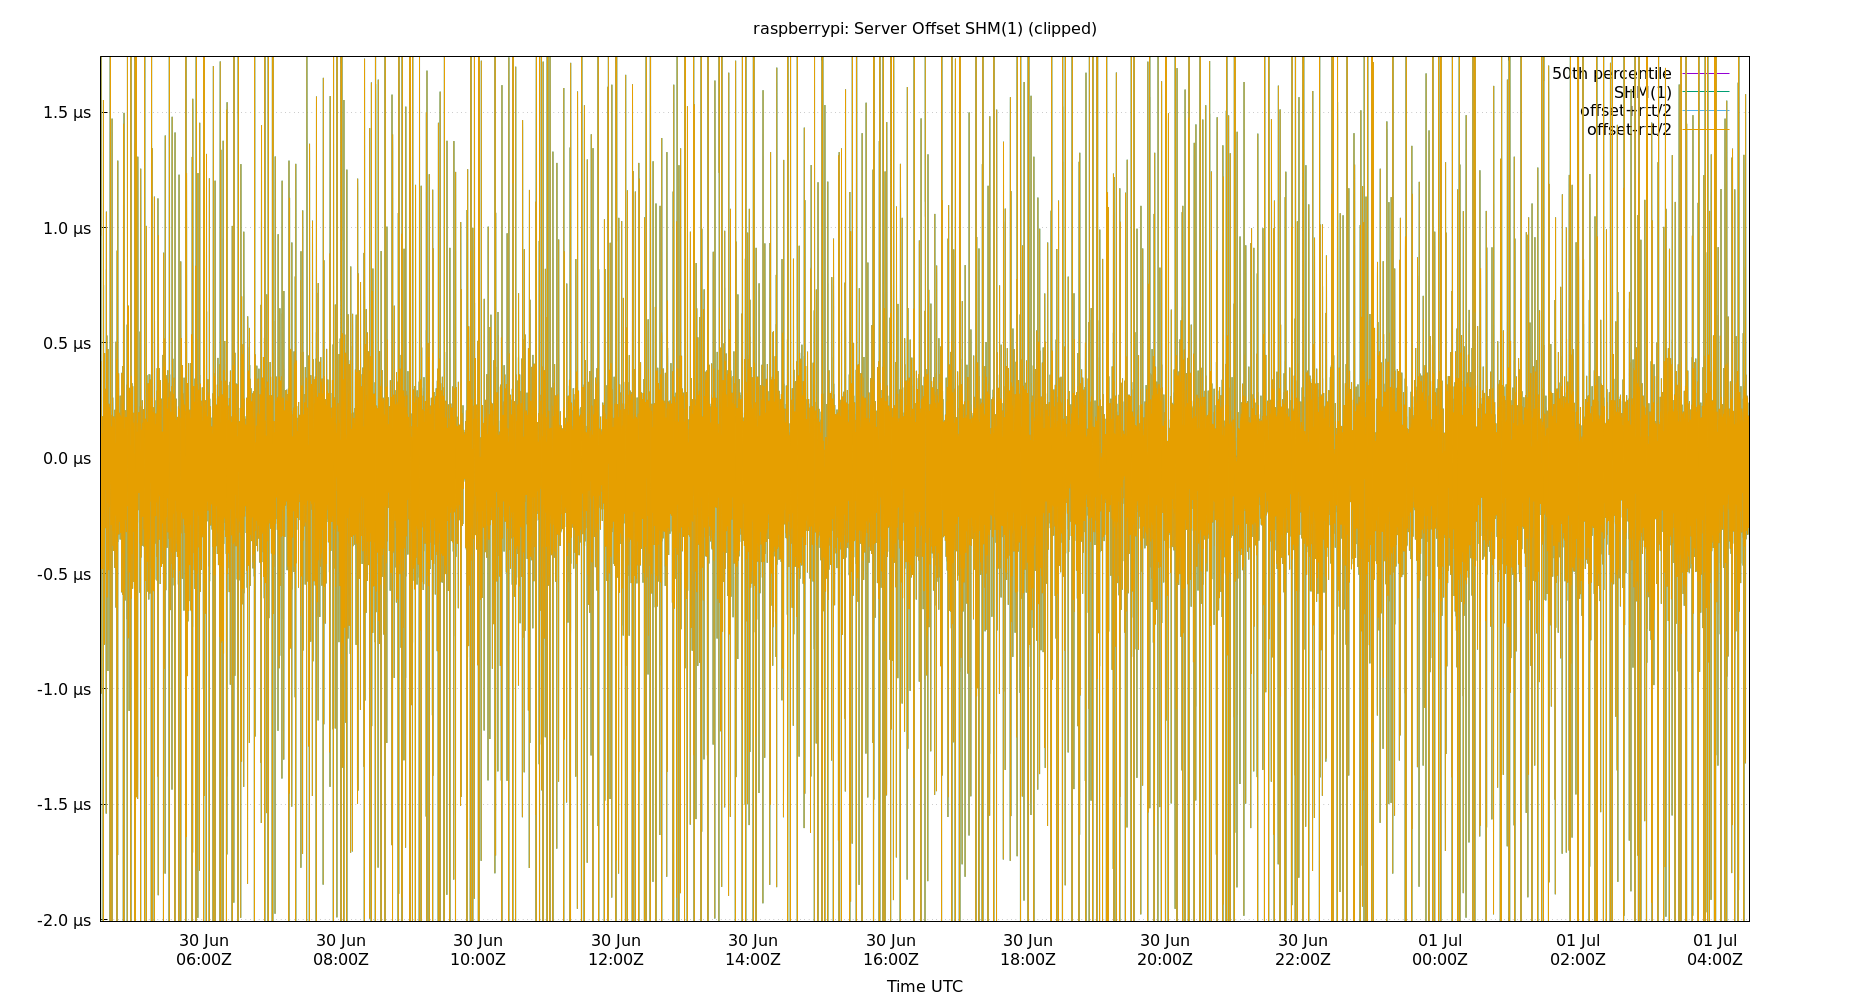 raspberrypi: Server Offset SHM(1) (clipped)
50th percentile
SHM(1)
offset+rtt/2
offset-rtt/2
1.5 µs
1.0 µs
0.5 µs
0.0 µs
-0.5 µs
-1.0 µs
-1.5 µs
-2.0 µs
30 Jun 30 Jun 30 Jun 30 Jun 30 Jun 30 Jun 30 Jun 30 Jun 30 Jun 01 Jul 01 Jul 01 Jul
06:00Z 08:00Z 10:00Z 12:00Z 14:00Z 16:00Z 18:00Z 20:00Z 22:00Z 00:00Z 02:00Z 04:00Z
Time UTC